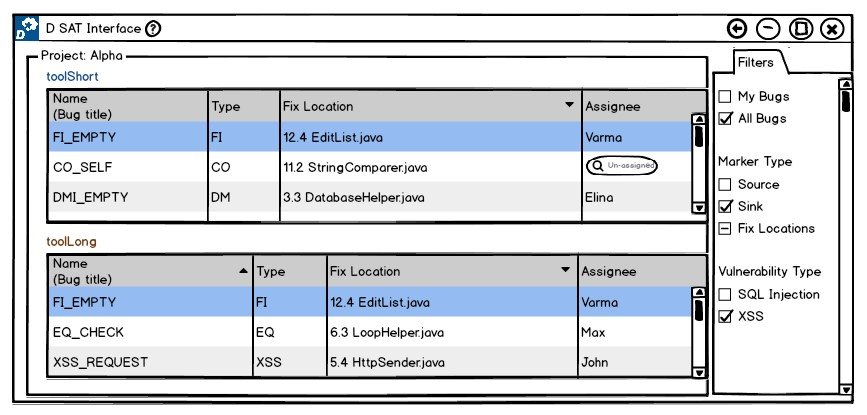 D SAT Interface ?
D
Project: Alpha
Filters
toolShort
Name
(Bug title) Type Fix Location Assignee
FI_EMPTY FI 12.4 EditList.java Varma
CO_SELF CO 11.2 StringComparer.java Un-assigned
DMI_EMPTY DM 3.3 DatabaseHelper.java Elina
toolLong
Name
(Bug title) Type Fix Location Assignee
FI_EMPTY FI 12.4 EditList.java Varma
EQ_CHECK EQ 6.3 LoopHelper.java Max
XSS_REQUEST XSS 5.4 HttpSender.java John
My Bugs
All Bugs
Marker Type
Source
Sink
Fix Locations
Vulnerability Type
SQL Injection
XSS